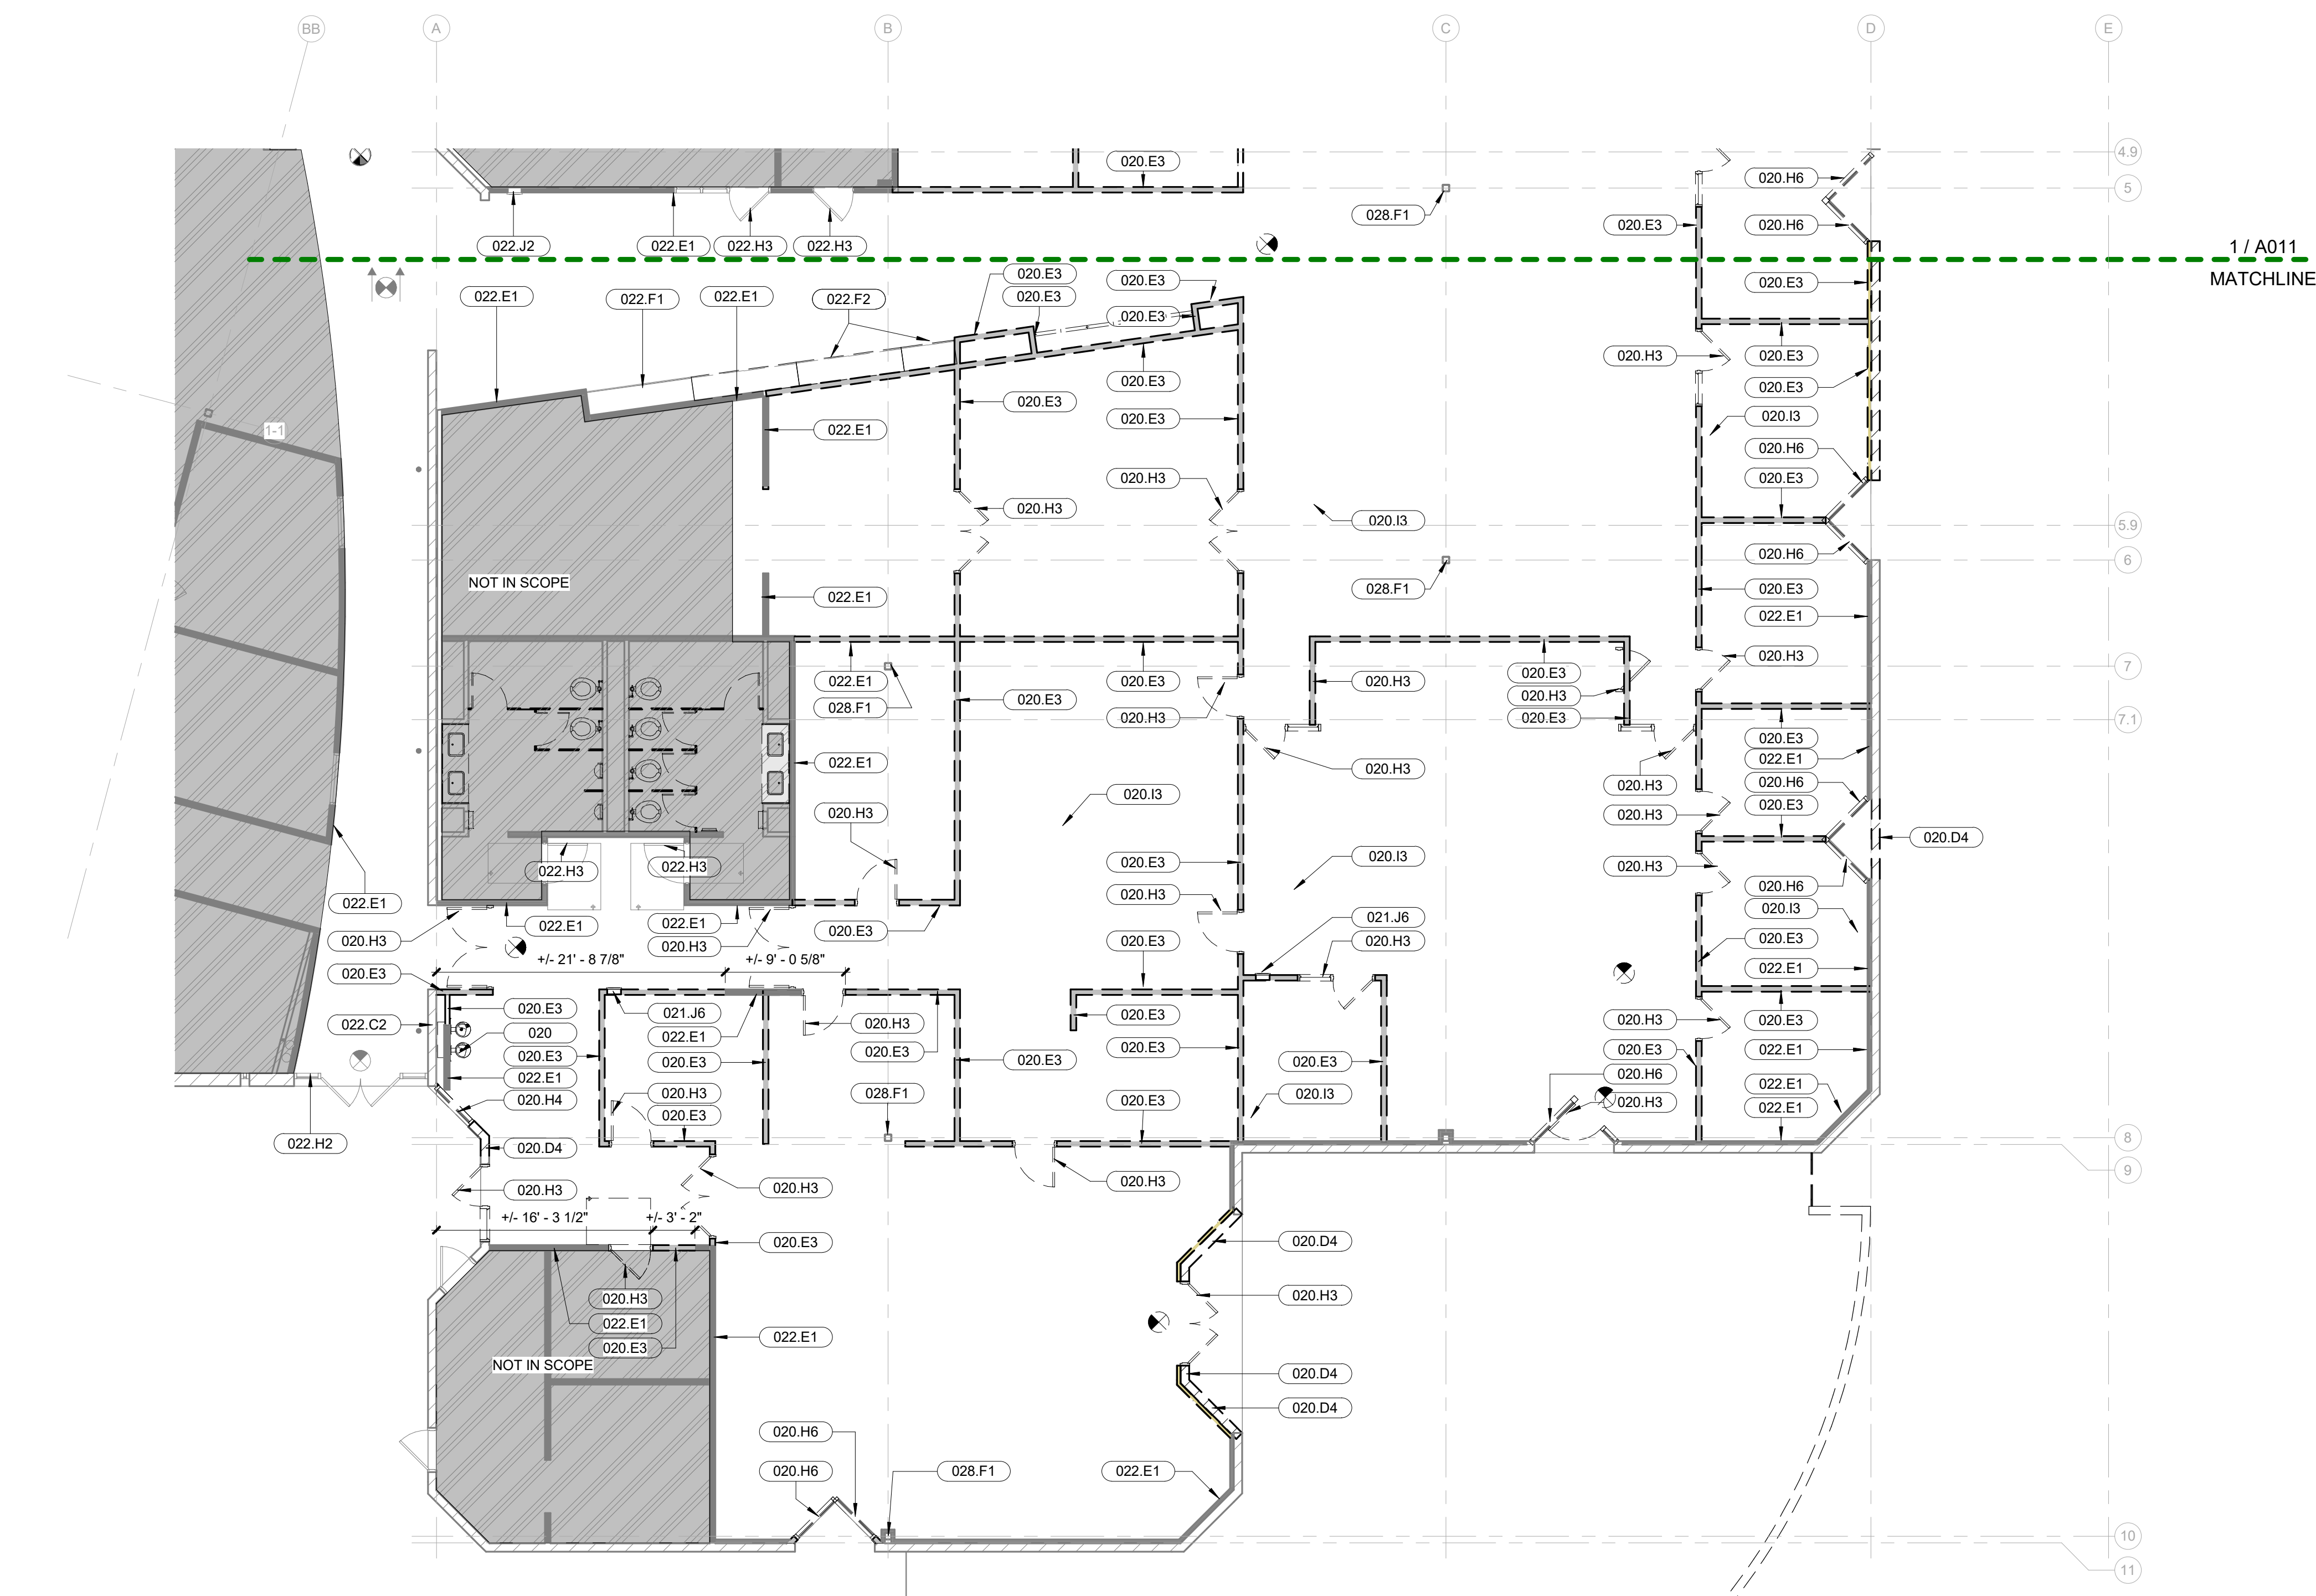 BB
A
B
C
D
E
4.9
020.E3
020.H6
5
028.F1
020.E3
020.H6
022.J2
022.E1
022.H3
022.H3
1 / A011
MATCHLINE
020.E3
020.E3
020.E3
022.E1
022.F1
022.E1
022.F2
020.E3
020.E3
020.H3
020.E3
020.E3
020.E3
020.E3
020.E3
020.I3
1-1
022.E1
020.H6
020.H3
020.E3
020.H3
020.I3
5.9
020.H6
6
NOT IN SCOPE
028.F1
020.E3
022.E1
022.E1
020.H3
7
022.E1
020.E3
020.H3
020.E3
020.H3
028.F1
020.E3
020.H3
020.E3
7.1
020.E3
022.E1
022.E1
020.H3
020.H3
020.H6
020.I3
020.E3
020.H3
020.H3
020.D4
020.I3
020.E3
022.H3
022.H3
020.H3
020.H6
020.H3
022.E1
020.I3
021.J6
022.E1
022.E1
020.E3
020.H3
020.H3
020.E3
020.H3
020.E3
020.E3
+/- 21' - 8 7/8"
+/- 9' - 0 5/8"
022.E1
020.E3
020.E3
021.J6
020.E3
020.H3
020.E3
022.C2
020
020.H3
022.E1
020.E3
020.E3
020.E3
020.E3
020.E3
020.E3
020.E3
022.E1
020.H6
022.E1
020.H3
028.F1
020.I3
022.E1
020.H4
020.E3
020.H3
020.E3
022.E1
022.H2
8
020.D4
9
020.H3
020.H3
020.H3
+/- 16' - 3 1/2"
+/- 3' - 2"
020.E3
020.D4
020.H3
020.H3
022.E1
022.E1
020.E3
NOT IN SCOPE
020.D4
020.D4
020.H6
020.H6
028.F1
022.E1
10
11